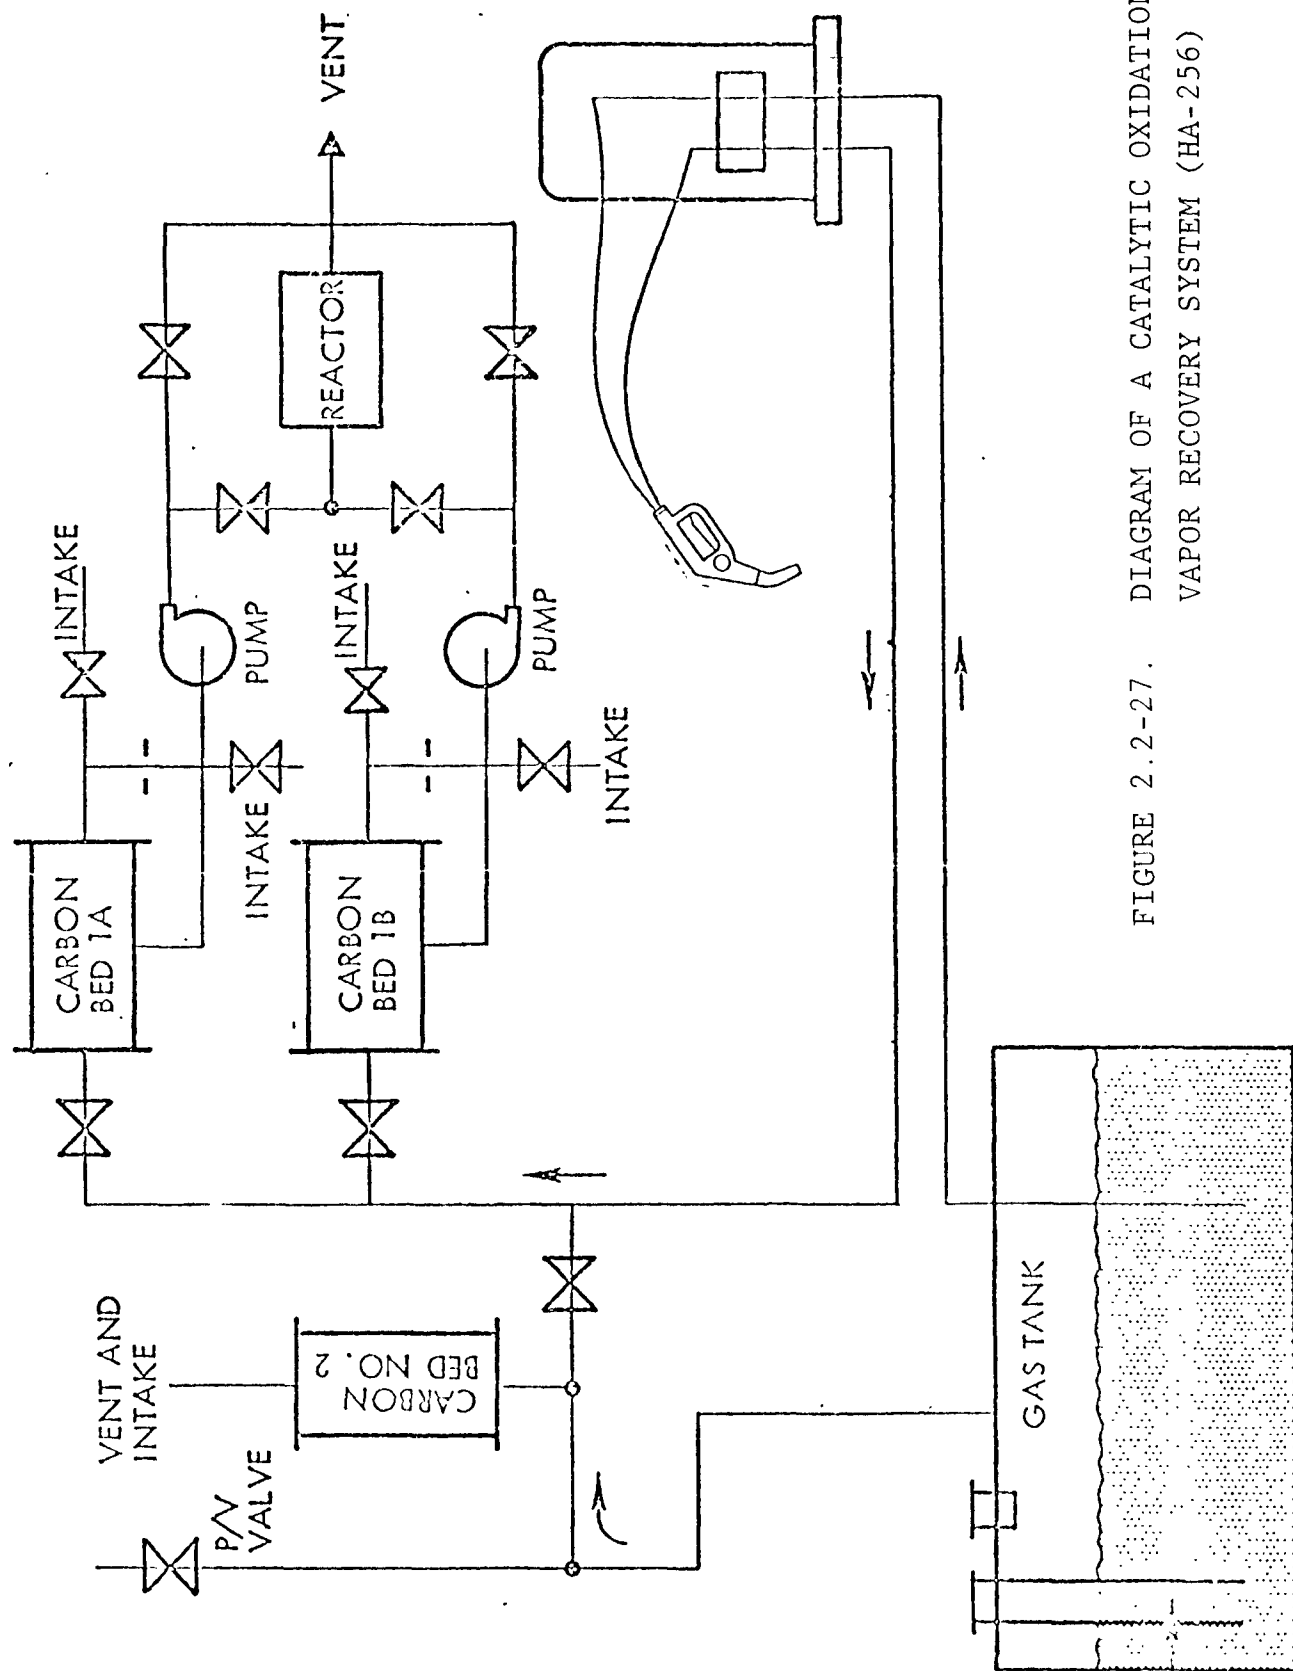 VENT AND
INTAKE
P/V
VALVE
CARBON
BED NO. 2
CARBON
BED 1A
CARBON
BED 1B
INTAKE
INTAKE
INTAKE
INTAKE
PUMP
PUMP
REACTOR
VENT
GAS TANK
FIGURE 2.2-27. DIAGRAM OF A CATALYTIC OXIDATION
VAPOR RECOVERY SYSTEM (HA-256)